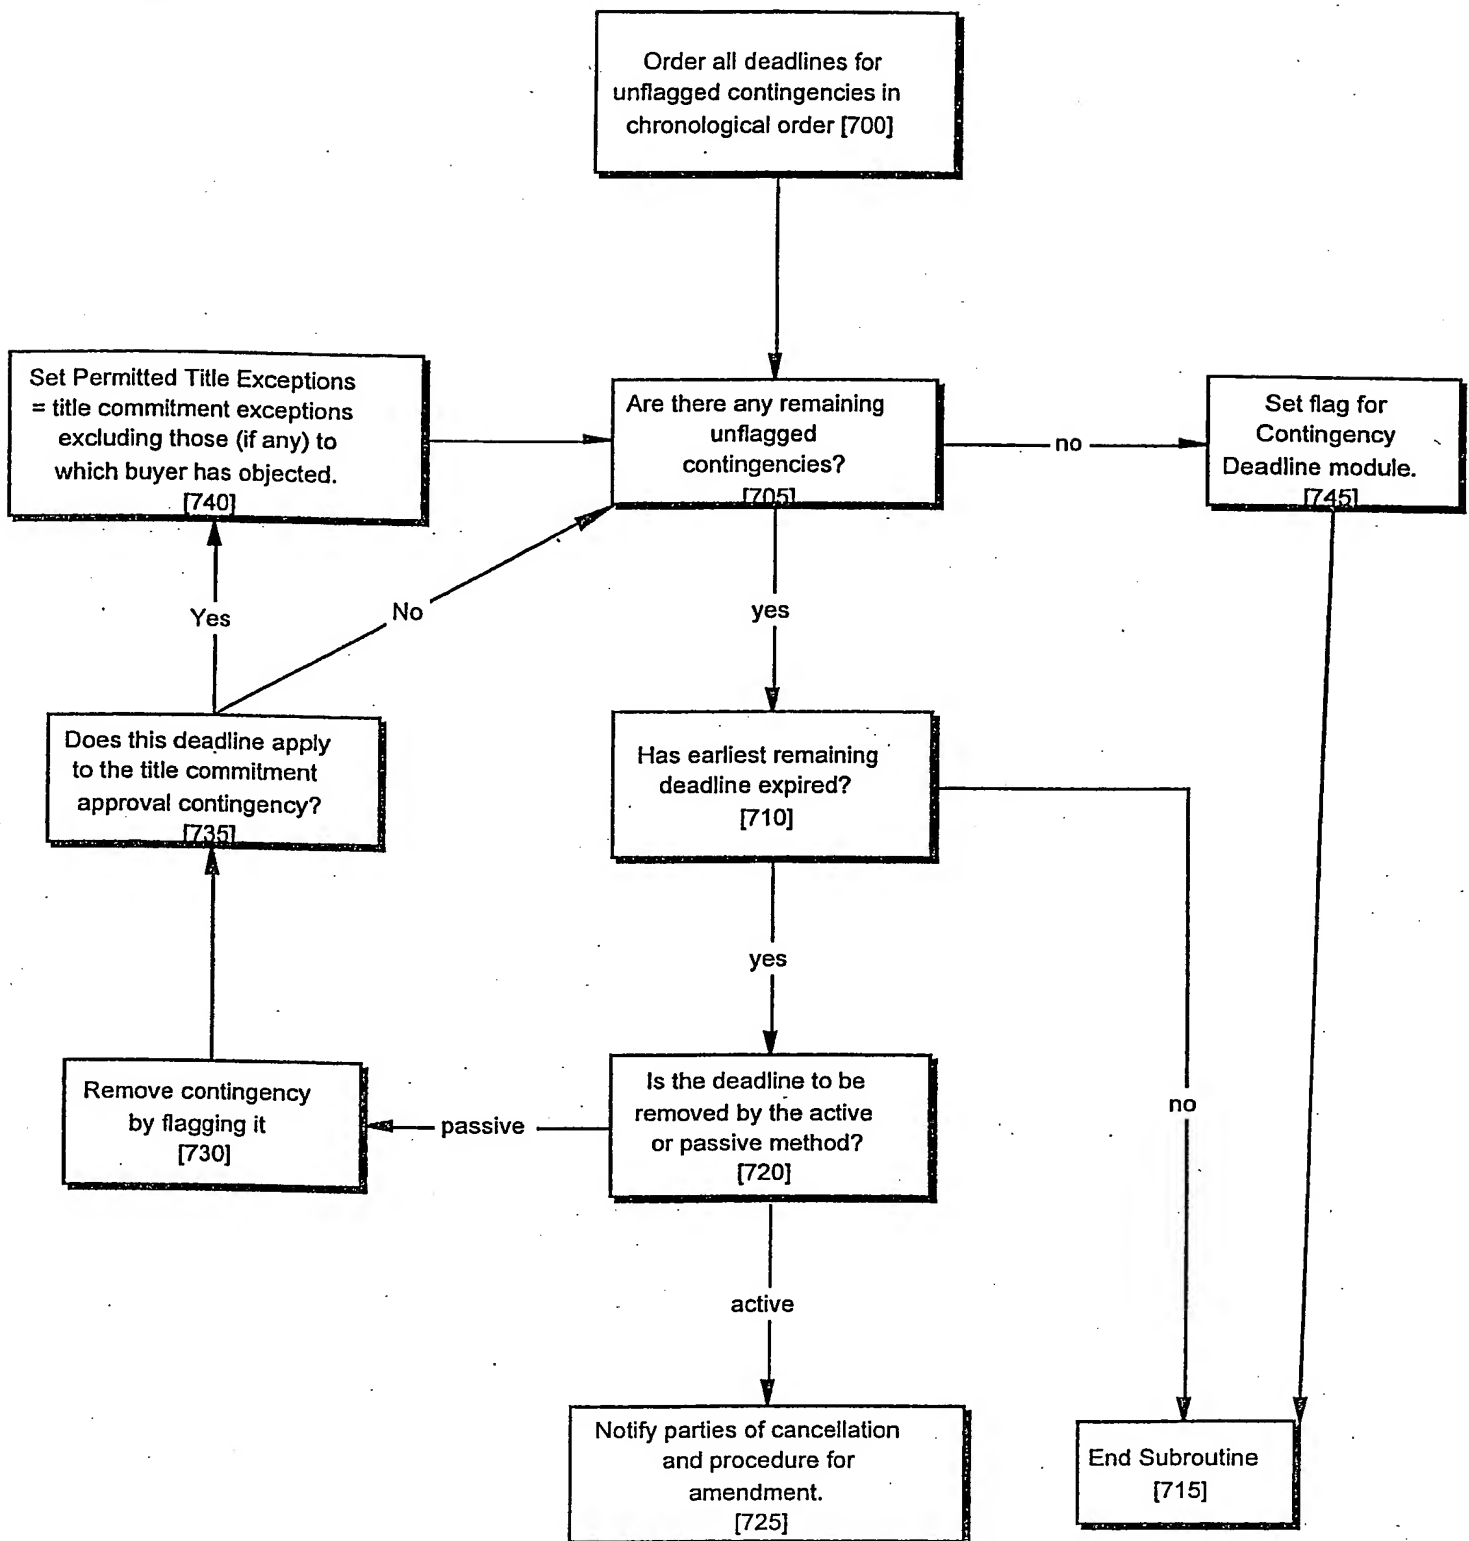 Order all deadlines for
unflagged contingencies in
chronological order [700]
Set Permitted Title Exceptions
= title commitment exceptions
excluding those (if any) to
which buyer has objected.
[740]
Are there any remaining
unflagged
contingencies?
[705]
no
Set flag for
Contingency
Deadline module.
[745]
Yes
No
yes
Does this deadline apply
to the title commitment
approval contingency?
[735]
Has earliest remaining
deadline expired?
[710]
yes
no
Remove contingency
by flagging it
[730]
passive
Is the deadline to be
removed by the active
or passive method?
[720]
active
Notify parties of cancellation
and procedure for
amendment.
[725]
End Subroutine
[715]